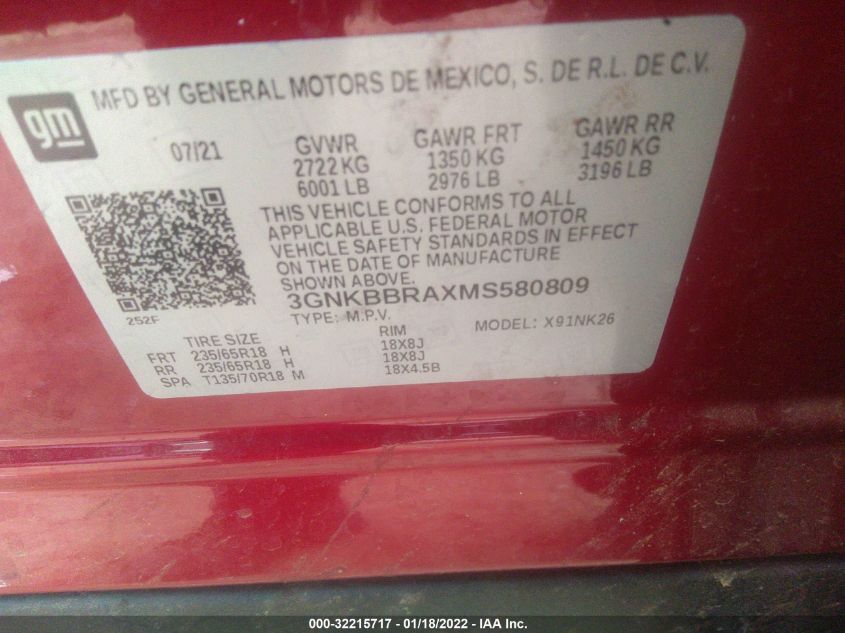 gm
MFD BY GENERAL MOTORS DE MEXICO, S. DE R.L. DE C.V.
07/21 GVWR GAWR FRT GAWR RR
2722 KG 1350 KG 1450 KG
6001 LB 2976 LB 3196 LB
THIS VEHICLE CONFORMS TO ALL
APPLICABLE U.S. FEDERAL MOTOR
VEHICLE SAFETY STANDARDS IN EFFECT
ON THE DATE OF MANUFACTURE
SHOWN ABOVE.
3GNKBBRAXMS580809
252F TYPE: M.P.V. MODEL: X91NK26
TIRE SIZE RIM
FRT 235/65R18 H 18X8J
RR 235/65R18 H 18X8J
SPA T135/70R18 M 18X4.5B
000-32215717 - 01/18/2022 - IAA Inc.